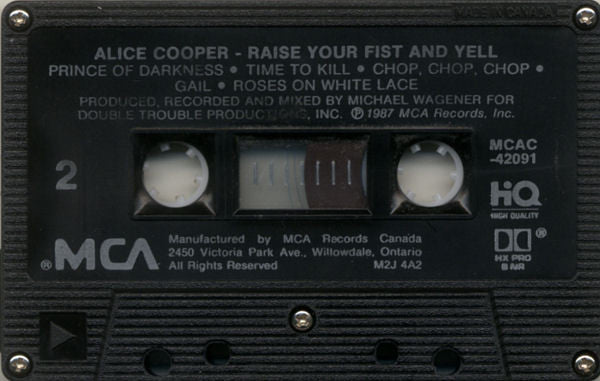 MADE IN CANADA
ALICE COOPER - RAISE YOUR FIST AND YELL
PRINCE OF DARKNESS • TIME TO KILL • CHOP, CHOP, CHOP •
GAIL • ROSES ON WHITE LACE
PRODUCED, RECORDED AND MIXED BY MICHAEL WAGENER FOR
DOUBLE TROUBLE PRODUCTIONS, INC. ℗1987 MCA Records, Inc.
MCAC
-42091
2
HiQ
HIGH QUALITY
®MCA
Manufactured by MCA Records Canada
2450 Victoria Park Ave., Willowdale, Ontario
All Rights Reserved M2J 4A2
®
HX PRO
B NR